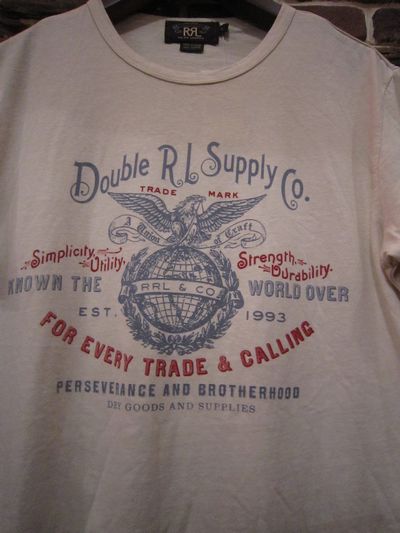 RRL
Double RL Supply Co.
TRADE MARK
A Union of Craft
Simplicity, Utility,
Strength, Durability.
KNOWN THE WORLD OVER
RRL & CO
EST. 1993
FOR EVERY TRADE & CALLING
PERSEVERANCE AND BROTHERHOOD
DRY GOODS AND SUPPLIES